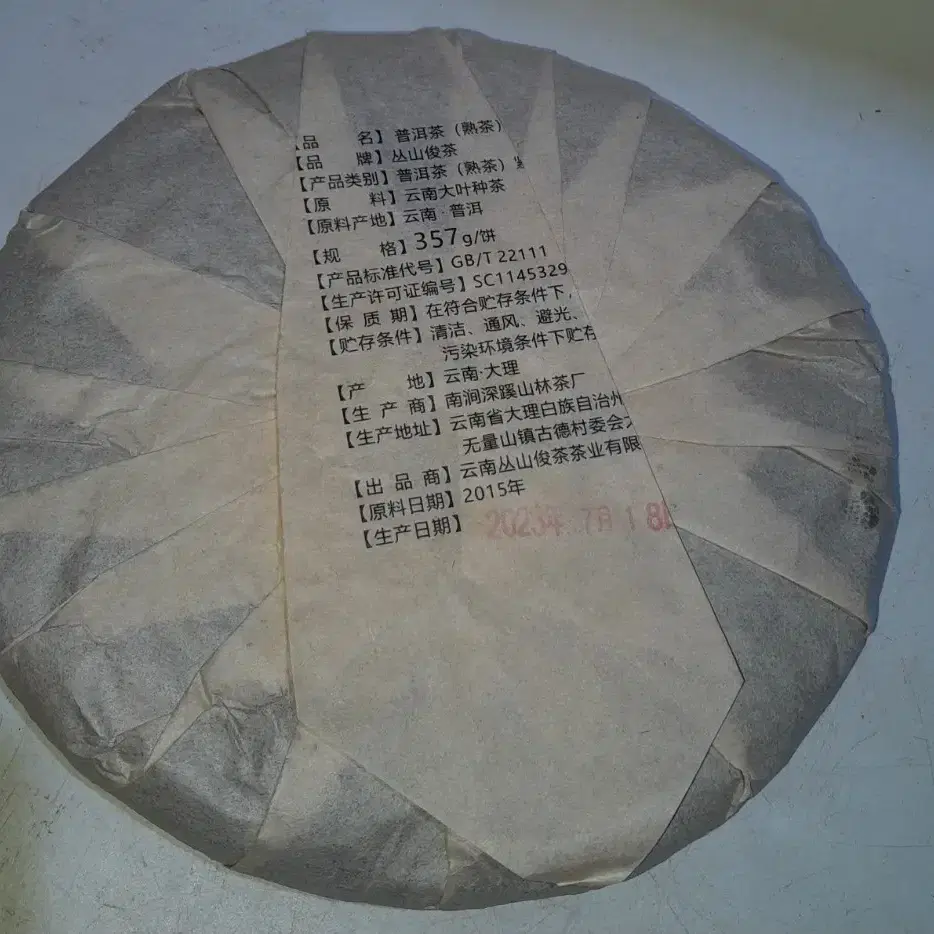 【品 名】普洱茶（熟茶）
【品 牌】丛山俊茶
【产品类别】普洱茶（熟茶）
【原 料】云南大叶种茶
【原料产地】云南·普洱
【规 格】357g/饼
【产品标准代号】GB/T 22111
【生产许可证编号】SC1145329
【保 质 期】在符合贮存条件下，
【贮存条件】清洁、通风、避光、
污染环境条件下贮存
【产 地】云南·大理
【生 产 商】南涧深蹊山林茶厂
【生产地址】云南省大理白族自治州
无量山镇古德村委会
【出 品 商】云南丛山俊茶茶业有限
【原料日期】2015年
【生产日期】2023年 7月 18